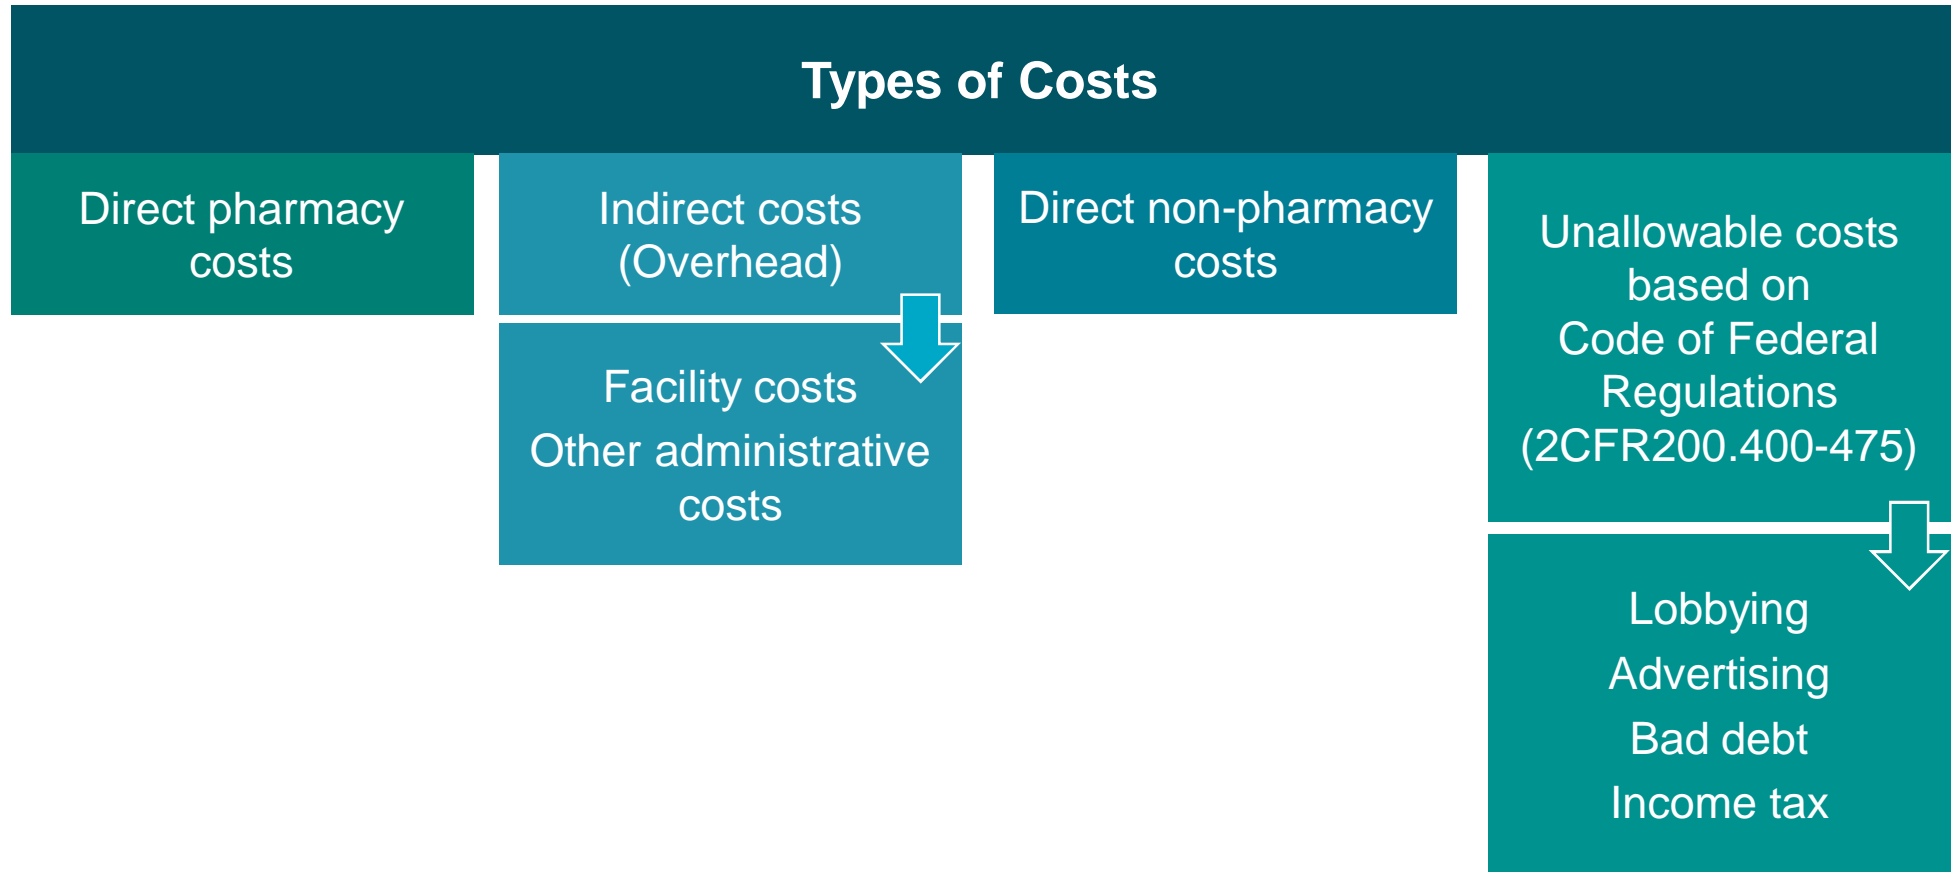 Types of Costs
Direct pharmacy
costs
Indirect costs
(Overhead)
Facility costs
Other administrative
costs
Direct non-pharmacy
costs
Unallowable costs
based on
Code of Federal
Regulations
(2CFR200.400-475)
Lobbying
Advertising
Bad debt
Income tax